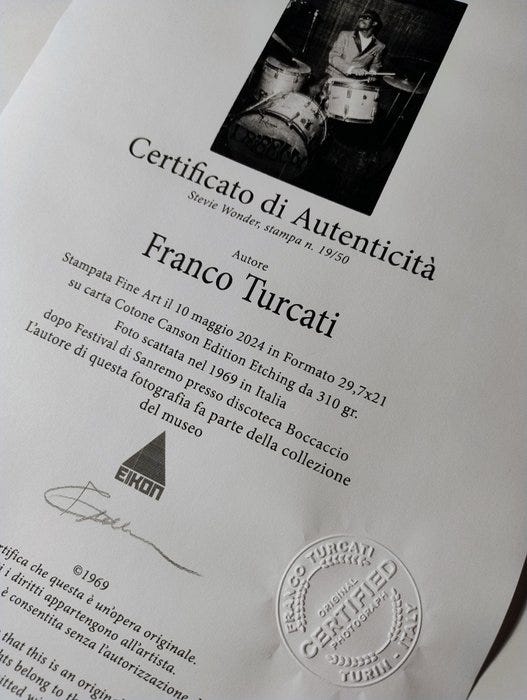 Certificato di Autenticità
Stevie Wonder, stampa n. 19/50
Autore
Franco Turcati
Stampata Fine Art il 10 maggio 2024 in Formato 29,7x21
su carta Cotone Canson Edition Etching da 310 gr.
Foto scattata nel 1969 in Italia
dopo Festival di Sanremo presso discoteca Boccaccio
L'autore di questa fotografia fa parte della collezione
del museo
EIKON
©1969
che questa è un'opera originale.
i diritti appartengono all'artista.
è consentita senza l'autorizzazione
that this is an original
belong to the
FRANCO TURCATI
ORIGINAL
CERTIFIED
PHOTOGRAPH
TURIN - ITALY